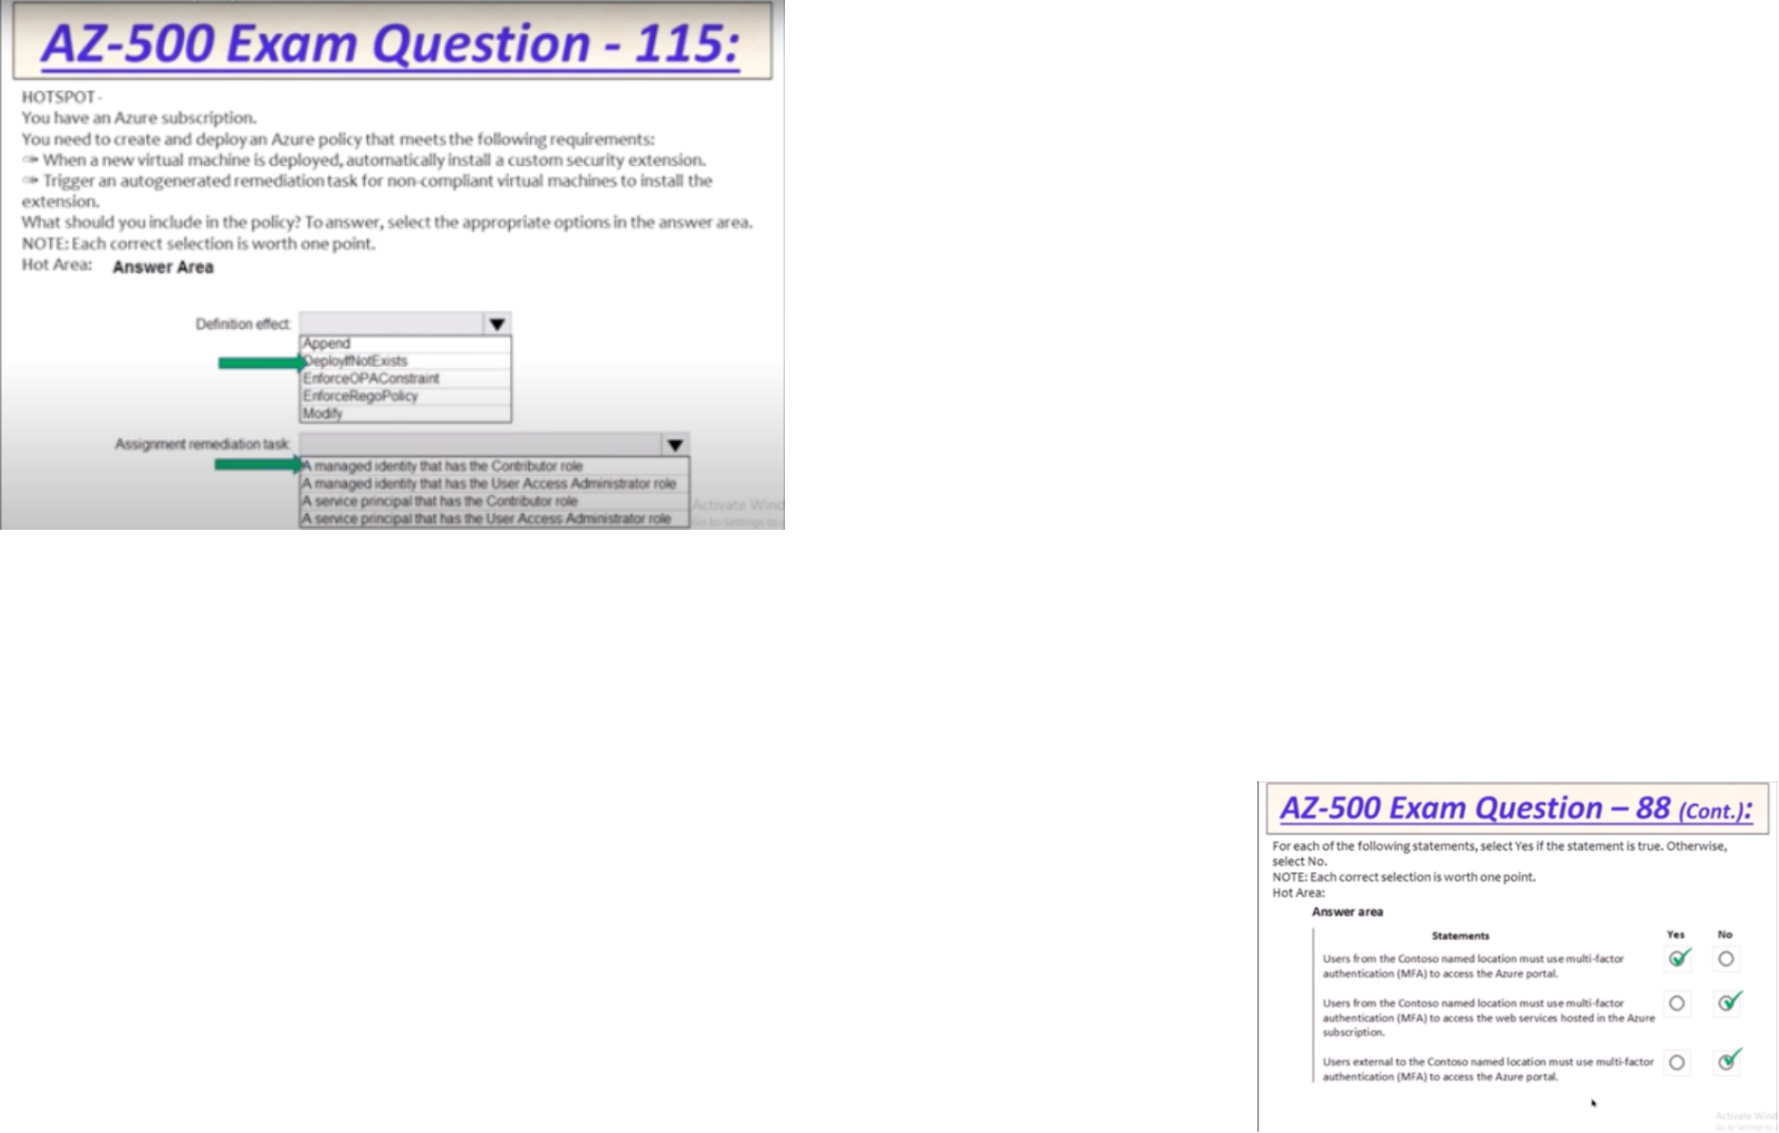 AZ-500 Exam Question - 115:
HOTSPOT -
You have an Azure subscription.
You need to create and deploy an Azure policy that meets the following requirements:
When a new virtual machine is deployed, automatically install a custom security extension.
Trigger an autogenerated remediation task for non-compliant virtual machines to install the
extension.
What should you include in the policy? To answer, select the appropriate options in the answer area.
NOTE: Each correct selection is worth one point.
Hot Area: Answer Area
Definition effect:
Append
DeployIfNotExists
EnforceOPAConstraint
EnforceRegoPolicy
Modify
Assignment remediation task:
A managed identity that has the Contributor role
A managed identity that has the User Access Administrator role
A service principal that has the Contributor role
A service principal that has the User Access Administrator role
Activate Wind
Go to Settings to
AZ-500 Exam Question – 88 (Cont.):
For each of the following statements, select Yes if the statement is true. Otherwise,
select No.
NOTE: Each correct selection is worth one point.
Hot Area:
Answer area
Statements Yes No
Users from the Contoso named location must use multi-factor
authentication (MFA) to access the Azure portal.
Users from the Contoso named location must use multi-factor
authentication (MFA) to access the web services hosted in the Azure
subscription.
Users external to the Contoso named location must use multi-factor
authentication (MFA) to access the Azure portal.
Activate Wind
Go to Settings to